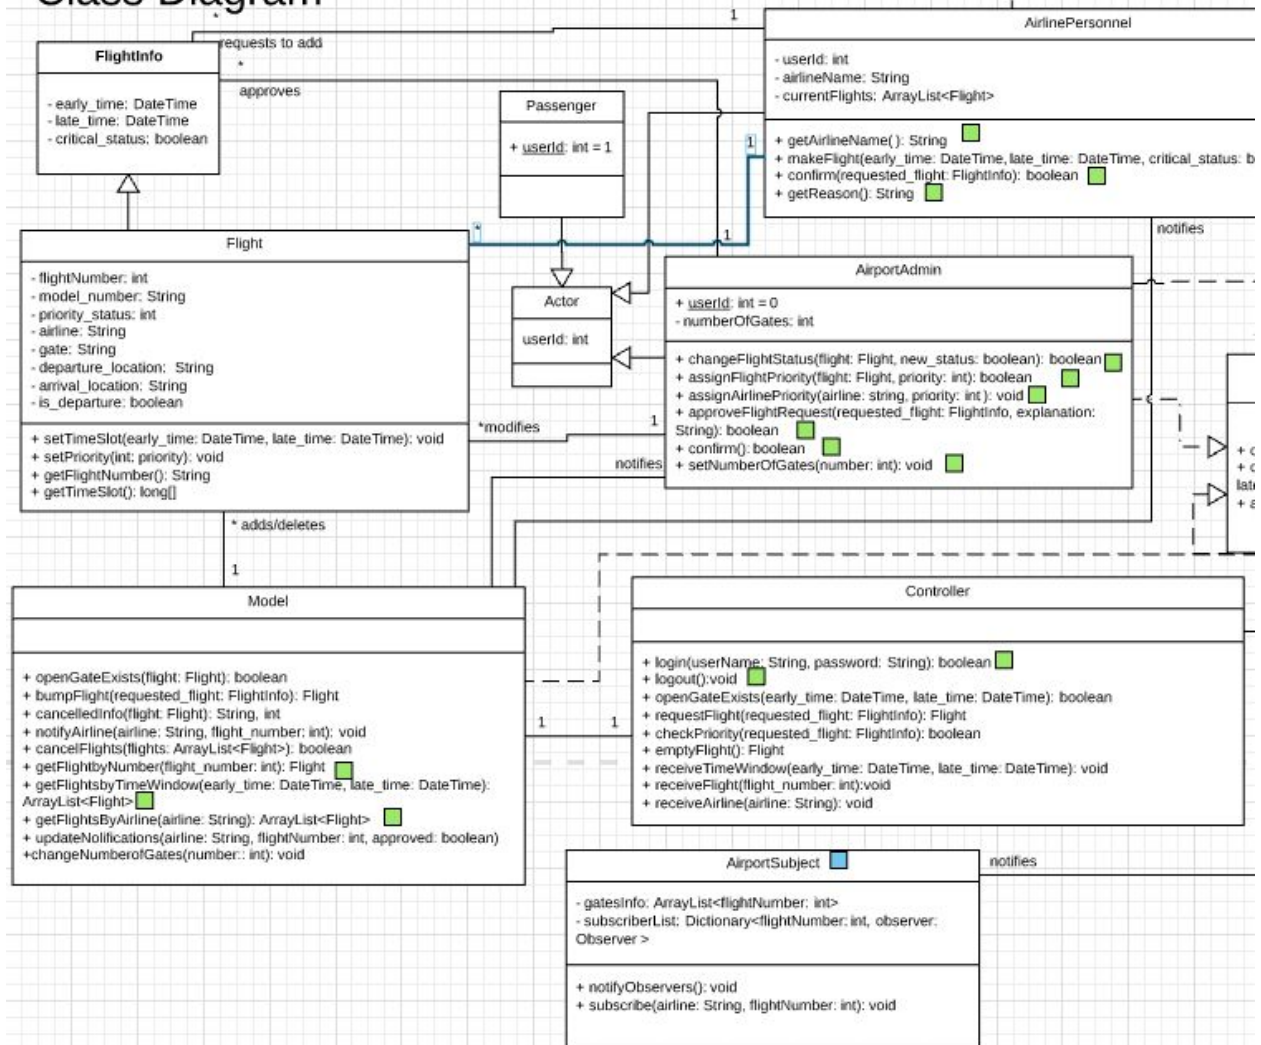 Class Diagram
*
requests to add
1
*
approves
FlightInfo
- early_time: DateTime
- late_time: DateTime
- critical_status: boolean
Passenger
+ userId: int = 1
AirlinePersonnel
- userId: int
- airlineName: String
- currentFlights: ArrayList<Flight>
+ getAirlineName( ): String
+ makeFlight(early_time: DateTime, late_time: DateTime, critical_status: b
+ confirm(requested_flight: FlightInfo): boolean
+ getReason(): String
1
*
1
notifies
Flight
- flightNumber: int
- model_number: String
- priority_status: int
- airline: String
- gate: String
- departure_location: String
- arrival_location: String
- is_departure: boolean
+ setTimeSlot(early_time: DateTime, late_time: DateTime): void
+ setPriority(int: priority): void
+ getFlightNumber(): String
+ getTimeSlot(): long[]
Actor
userId: int
AirportAdmin
+ userId: int = 0
- numberOfGates: int
+ changeFlightStatus(flight: Flight, new_status: boolean): boolean
+ assignFlightPriority(flight: Flight, priority: int): boolean
+ assignAirlinePriority(airline: string, priority: int ): void
+ approveFlightRequest(requested_flight: FlightInfo, explanation:
String): boolean
+ confirm(): boolean
+ setNumberOfGates(number: int): void
*modifies
1
notifies
+ c
+ c
late
+ a
* adds/deletes
1
Model
+ openGateExists(flight: Flight): boolean
+ bumpFlight(requested_flight: FlightInfo): Flight
+ cancelledInfo(flight: Flight): String, int
+ notifyAirline(airline: String, flight_number: int): void
+ cancelFlights(flights: ArrayList<Flight>): boolean
+ getFlightbyNumber(flight_number: int): Flight
+ getFlightsbyTimeWindow(early_time: DateTime, late_time: DateTime):
ArrayList<Flight>
+ getFlightsByAirline(airline: String): ArrayList<Flight>
+ updateNolifications(airline: String, flightNumber: int, approved: boolean)
+changeNumberofGates(number:: int): void
1
1
Controller
+ login(userName: String, password: String): boolean
+ logout():void
+ openGateExists(early_time: DateTime, late_time: DateTime): boolean
+ requestFlight(requested_flight: FlightInfo): Flight
+ checkPriority(requested_flight: FlightInfo): boolean
+ emptyFlight(): Flight
+ receiveTimeWindow(early_time: DateTime, late_time: DateTime): void
+ receiveFlight(flight_number: int):void
+ receiveAirline(airline: String): void
AirportSubject
- gatesInfo: ArrayList<flightNumber: int>
- subscriberList: Dictionary<flightNumber: int, observer:
Observer >
+ notifyObservers(): void
+ subscribe(airline: String, flightNumber: int): void
notifies